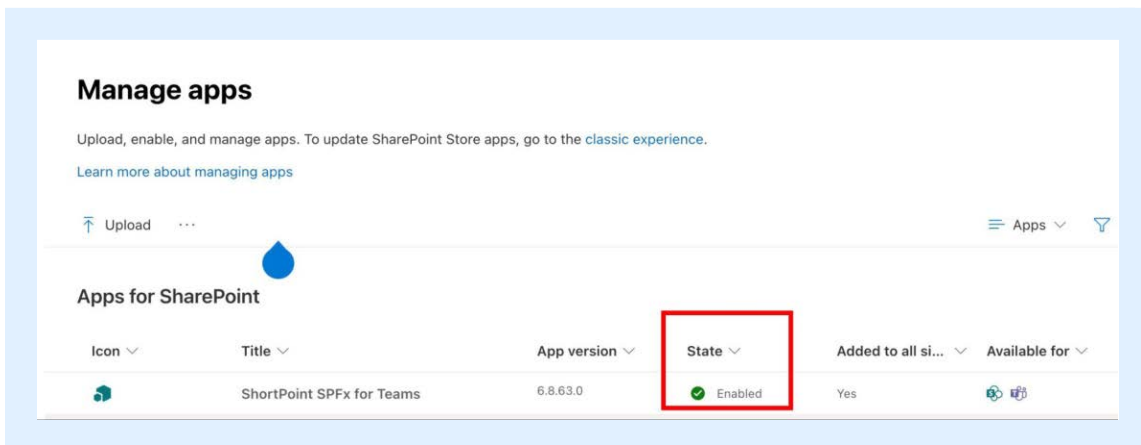 Manage apps
Upload, enable, and manage apps. To update SharePoint Store apps, go to the classic experience.
Learn more about managing apps
Upload ... Apps
Apps for SharePoint
Icon Title App version State Added to all si... Available for
ShortPoint SPFx for Teams 6.8.63.0 Enabled Yes